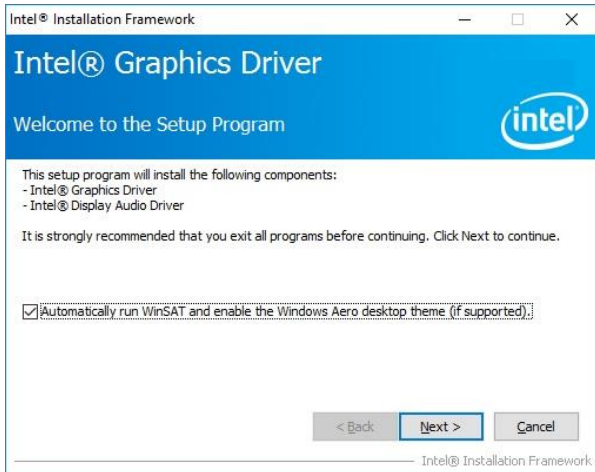 Intel® Installation Framework
Intel® Graphics Driver
Welcome to the Setup Program
intel
This setup program will install the following components:
- Intel® Graphics Driver
- Intel® Display Audio Driver
It is strongly recommended that you exit all programs before continuing. Click Next to continue.
Automatically run WinSAT and enable the Windows Aero desktop theme (if supported).
< Back Next > Cancel
Intel® Installation Framework